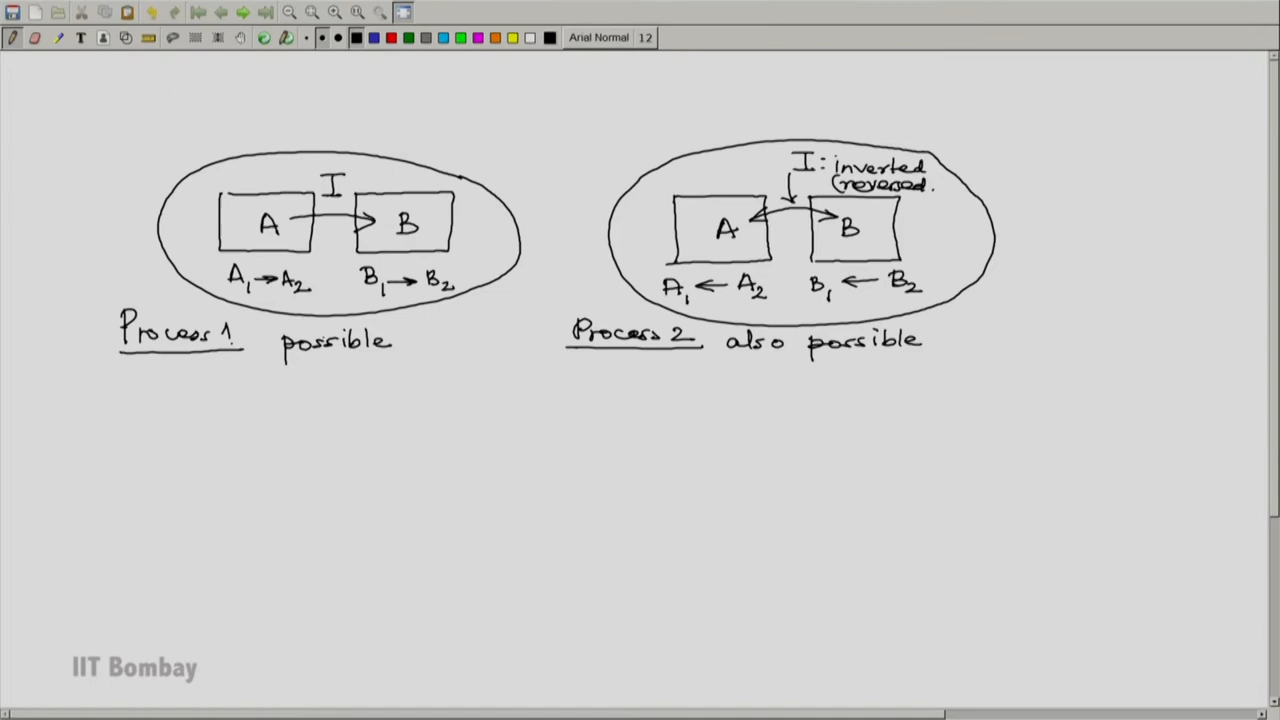 Arial Normal 12
I
A B
A₁ → A₂ B₁ → B₂
Process 1 possible
I : inverted
(reversed.
A B
A₁ ← A₂ B₁ ← B₂
Process 2 also possible
IIT Bombay